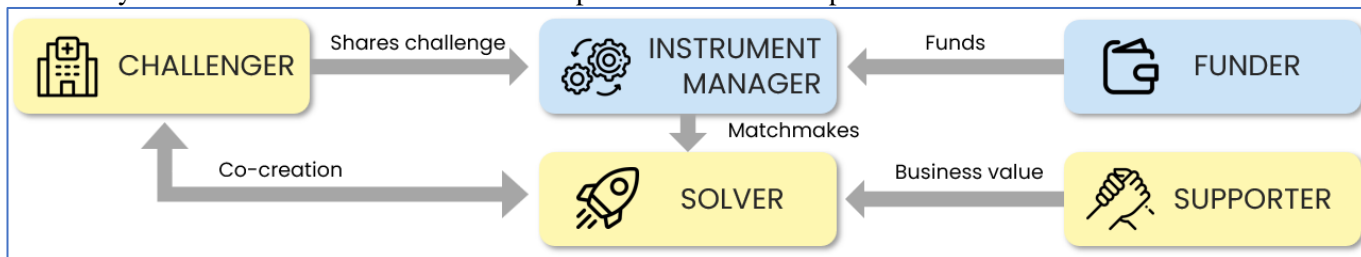 CHALLENGER
Shares challenge
INSTRUMENT
MANAGER
Funds
FUNDER
Matchmakes
Co-creation
SOLVER
Business value
SUPPORTER